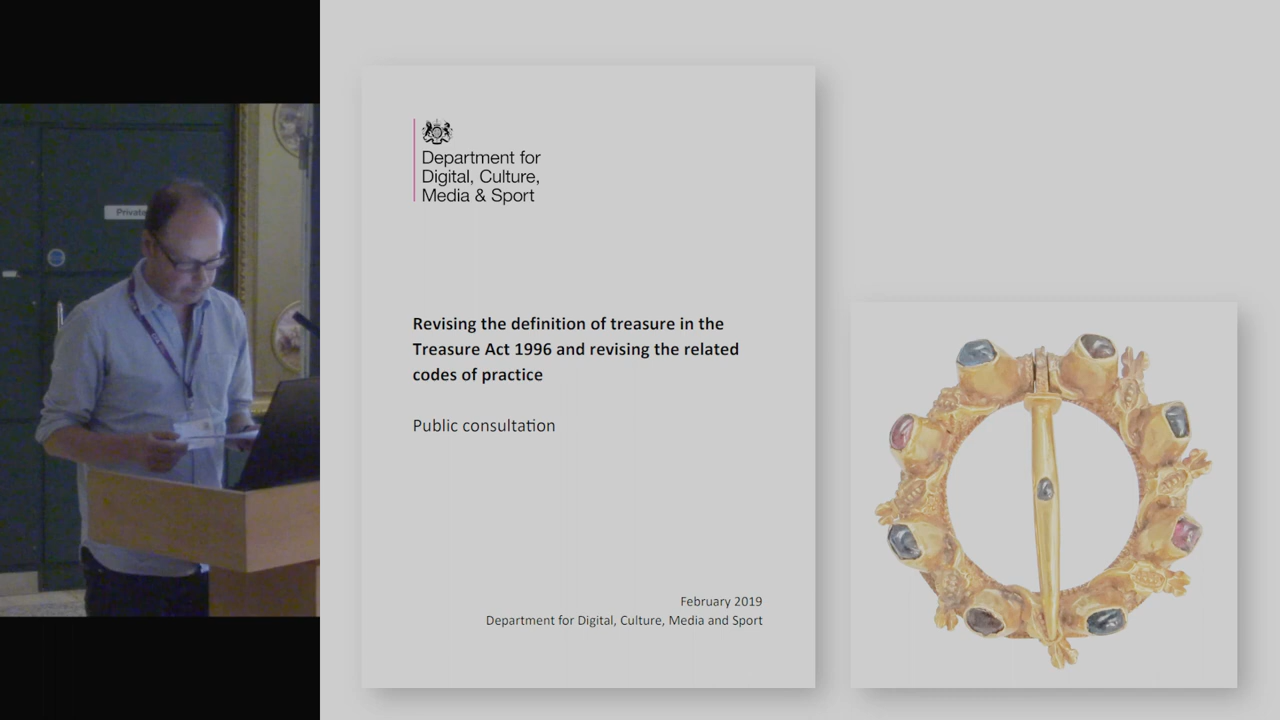 Private
Department for
Digital, Culture,
Media & Sport
Revising the definition of treasure in the
Treasure Act 1996 and revising the related
codes of practice
Public consultation
February 2019
Department for Digital, Culture, Media and Sport